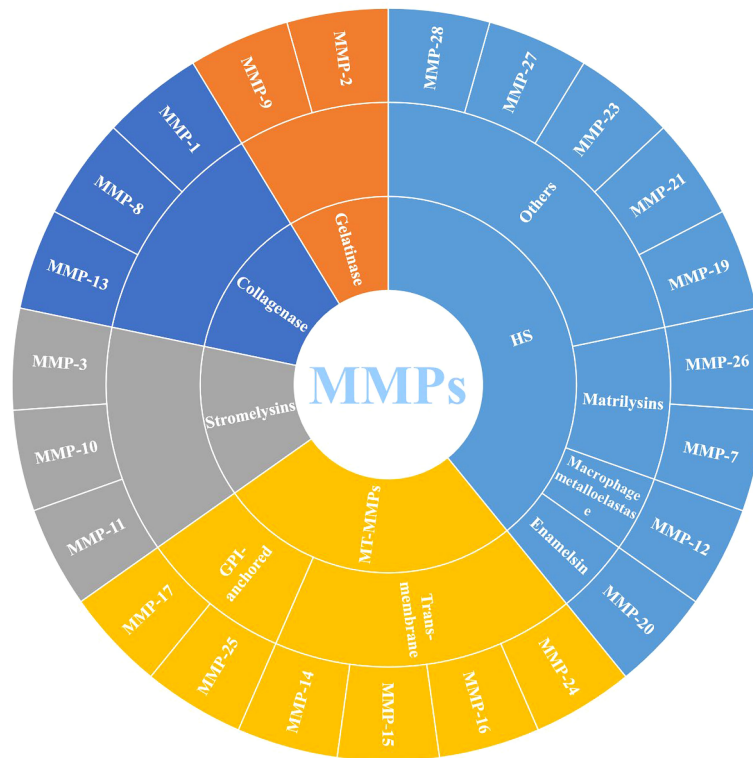 MMPs
HS
Others
MMP-28
MMP-27
MMP-23
MMP-21
MMP-19
Matrilysins
MMP-26
MMP-7
Macrophage
metalloelastas
e
MMP-12
Enamelsin
MMP-20
MT-MMPs
Trans-
membrane
MMP-24
MMP-16
MMP-15
MMP-14
GPI-
anchored
MMP-25
MMP-17
Stromelysins
MMP-11
MMP-10
MMP-3
Collagenase
MMP-13
MMP-8
MMP-1
Gelatinase
MMP-9
MMP-2